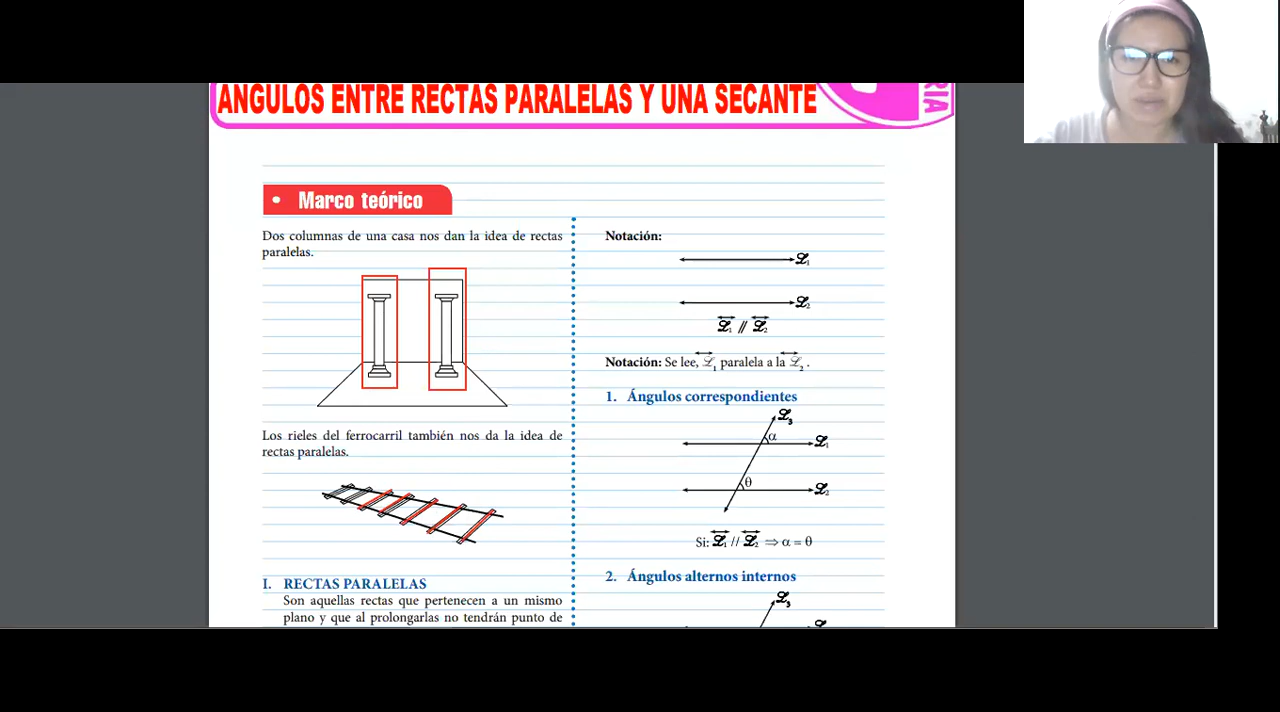 ÁNGULOS ENTRE RECTAS PARALELAS Y UNA SECANTE
RIA
• Marco teórico
Dos columnas de una casa nos dan la idea de rectas
paralelas.
Los rieles del ferrocarril también nos da la idea de
rectas paralelas.
I. RECTAS PARALELAS
Son aquellas rectas que pertenecen a un mismo
plano y que al prolongarlas no tendrán punto de
Notación:
ℒ₁
ℒ₂
ℒ₁ // ℒ₂
Notación: Se lee, ℒ₁ paralela a la ℒ₂ .
1. Ángulos correspondientes
ℒ₃
α
ℒ₁
θ
ℒ₂
Si: ℒ₁ // ℒ₂ ⇒ α = θ
2. Ángulos alternos internos
ℒ₃